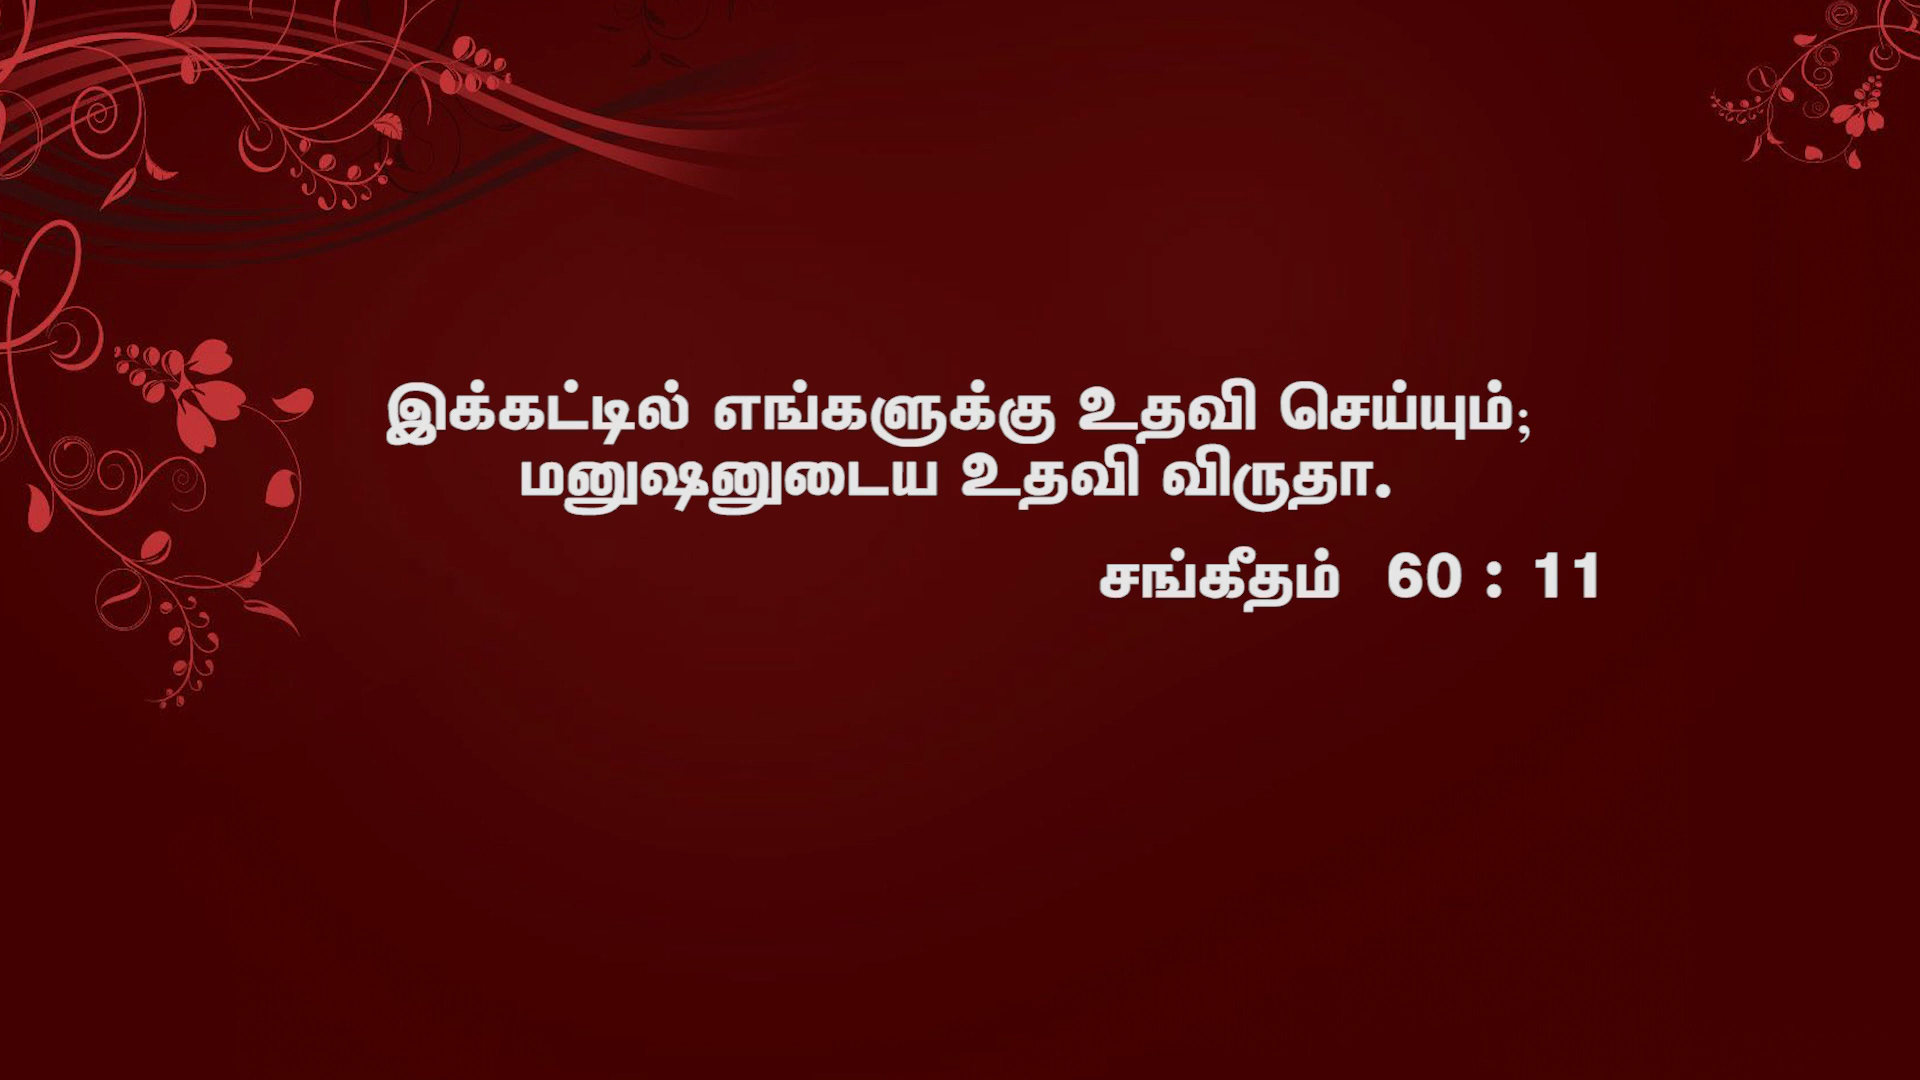 இக்கட்டில் எங்களுக்கு உதவி செய்யும்;
மனுஷனுடைய உதவி விருதா.
சங்கீதம் 60 : 11